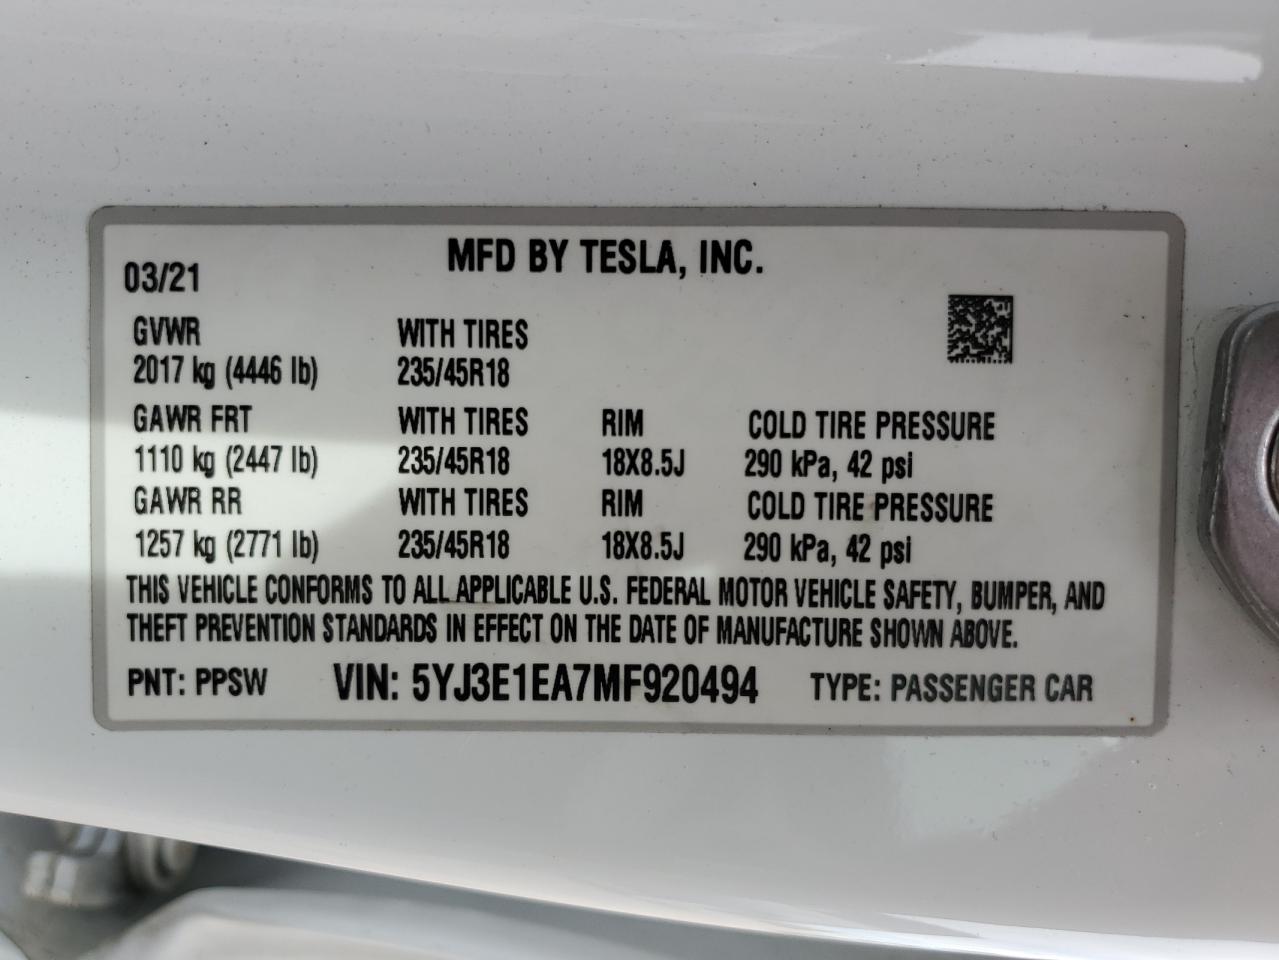 MFD BY TESLA, INC.
03/21
GVWR WITH TIRES
2017 kg (4446 lb) 235/45R18
GAWR FRT WITH TIRES RIM COLD TIRE PRESSURE
1110 kg (2447 lb) 235/45R18 18X8.5J 290 kPa, 42 psi
GAWR RR WITH TIRES RIM COLD TIRE PRESSURE
1257 kg (2771 lb) 235/45R18 18X8.5J 290 kPa, 42 psi
THIS VEHICLE CONFORMS TO ALL APPLICABLE U.S. FEDERAL MOTOR VEHICLE SAFETY, BUMPER, AND
THEFT PREVENTION STANDARDS IN EFFECT ON THE DATE OF MANUFACTURE SHOWN ABOVE.
PNT: PPSW VIN: 5YJ3E1EA7MF920494 TYPE: PASSENGER CAR